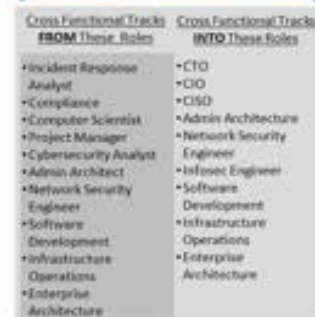 Cross Functional Tracks
FROM These Roles
•Incident Response
Analyst
•Compliance
•Computer Scientist
•Project Manager
•Cybersecurity Analyst
•Admin Architect
•Network Security
Engineer
•Software
Development
•Infrastructure
Operations
•Enterprise
Architecture
Cross Functional Tracks
INTO These Roles
•CTO
•CIO
•CISO
•Admin Architecture
•Network Security
Engineer
•Infosec Engineer
•Software
Development
•Infrastructure
Operations
•Enterprise
Architecture